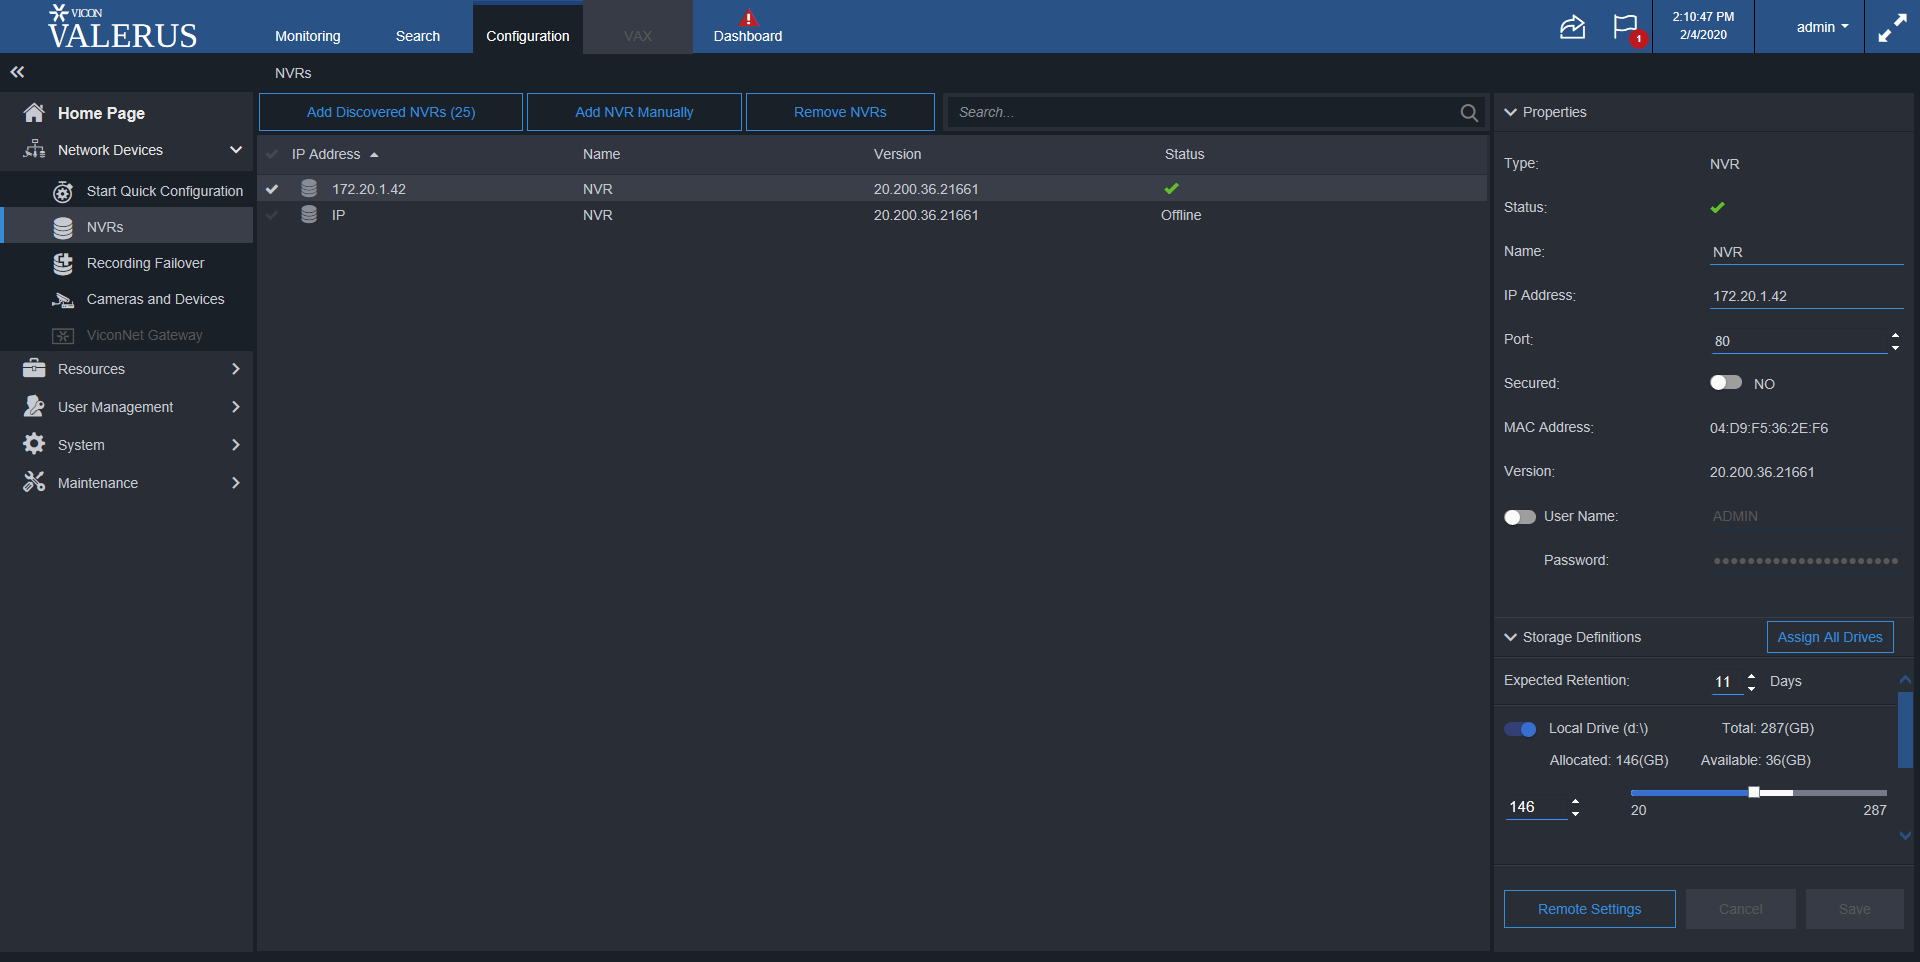 VICON
VALERUS
Monitoring
Search
Configuration
VAX
Dashboard
1
2:10:47 PM
2/4/2020
admin
NVRs
Home Page
Network Devices
Start Quick Configuration
NVRs
Recording Failover
Cameras and Devices
ViconNet Gateway
Resources
User Management
System
Maintenance
Add Discovered NVRs (25)
Add NVR Manually
Remove NVRs
Search...
IP Address Name Version Status
172.20.1.42 NVR 20.200.36.21661
IP NVR 20.200.36.21661 Offline
Properties
Type: NVR
Status:
Name: NVR
IP Address: 172.20.1.42
Port: 80
Secured: NO
MAC Address: 04:D9:F5:36:2E:F6
Version: 20.200.36.21661
User Name: ADMIN
Password:
Storage Definitions Assign All Drives
Expected Retention: 11 Days
Local Drive (d:\) Total: 287(GB)
Allocated: 146(GB) Available: 36(GB)
146
20 287
Remote Settings Cancel Save